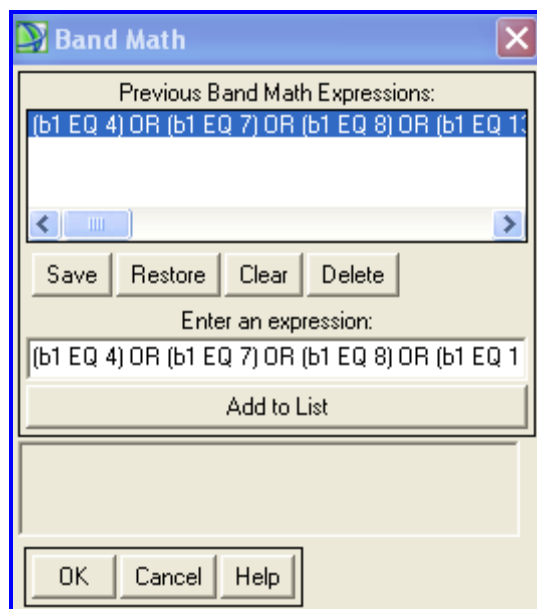 Band Math
Previous Band Math Expressions:
(b1 EQ 4) OR (b1 EQ 7) OR (b1 EQ 8) OR (b1 EQ 13
Save Restore Clear Delete
Enter an expression:
(b1 EQ 4) OR (b1 EQ 7) OR (b1 EQ 8) OR (b1 EQ 1
Add to List
OK Cancel Help